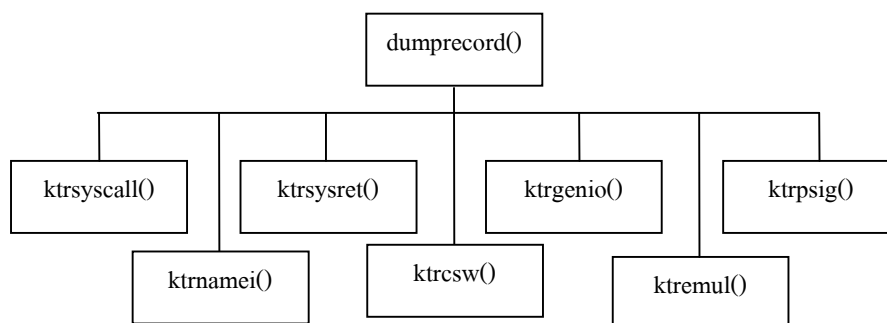 dumprecord()
ktrsyscall()
ktrsysret()
ktrgenio()
ktrpsig()
ktrnamei()
ktrcsw()
ktremul()